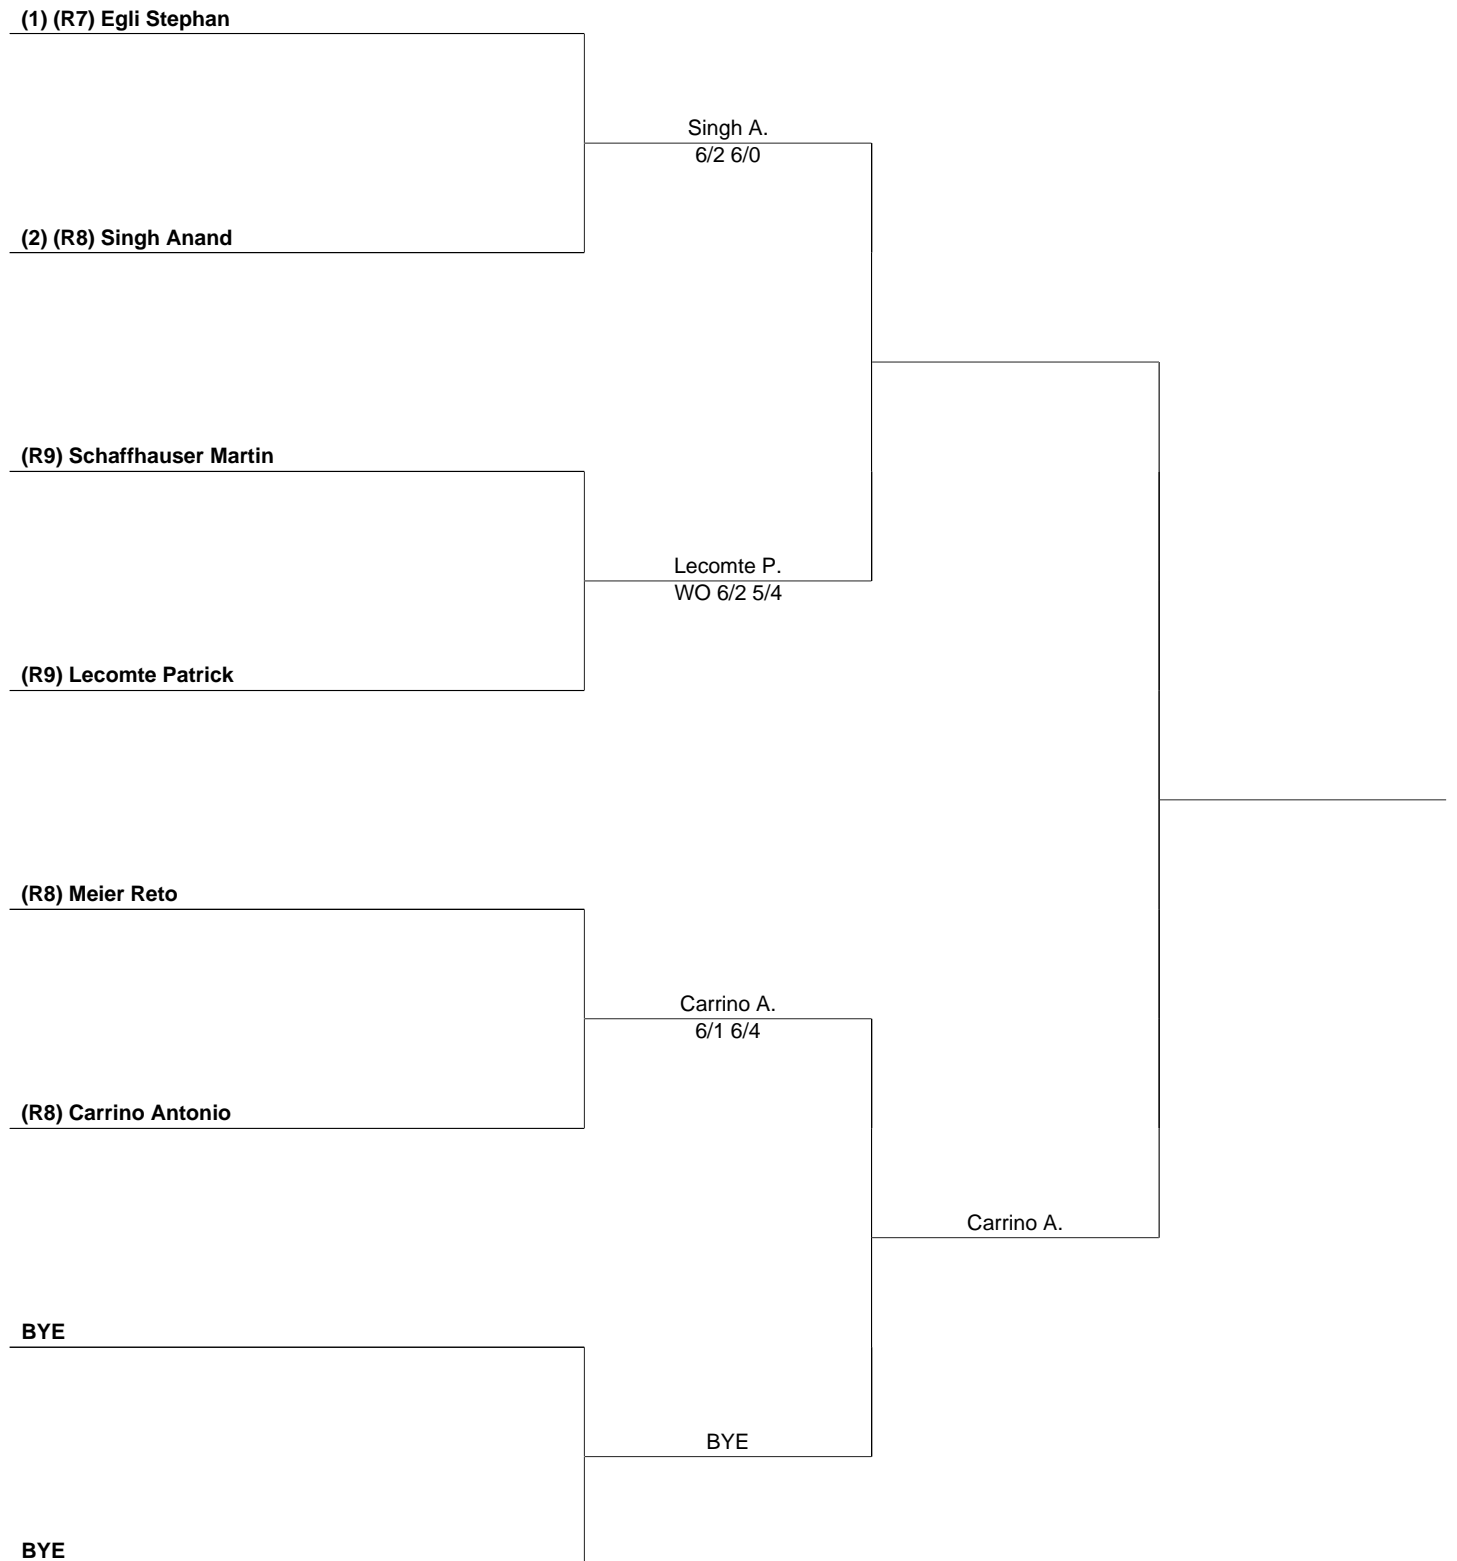 (1) (R7) Egli Stephan
Singh A.
6/2 6/0
(2) (R8) Singh Anand
(R9) Schaffhauser Martin
Lecomte P.
WO 6/2 5/4
(R9) Lecomte Patrick
(R8) Meier Reto
Carrino A.
6/1 6/4
(R8) Carrino Antonio
Carrino A.
BYE
BYE
BYE